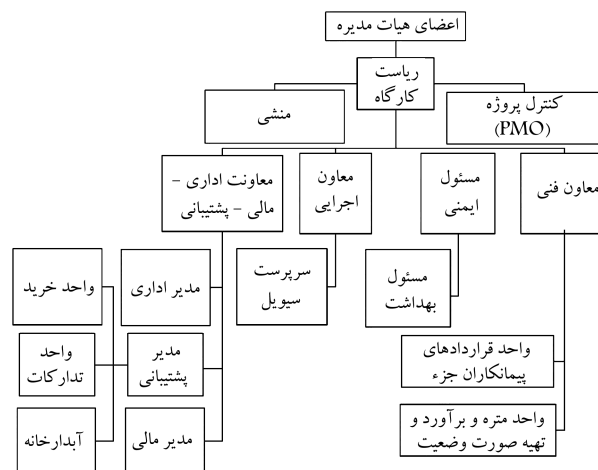 اعضای هیات مدیره
ریاست
کارگاه
کنترل پروژه
(PMO)
منشی
معاون فنی
مسئول
ایمنی
معاون
اجرایی
معاونت اداری –
مالی – پشتیبانی
مسئول
بهداشت
سرپرست
سیویل
مدیر اداری
واحد خرید
واحد قراردادهای
پیمانکاران جزء
مدیر
پشتیبانی
واحد
تدارکات
واحد متره و برآورد و
تهیه صورت وضعیت
مدیر مالی
آبدارخانه